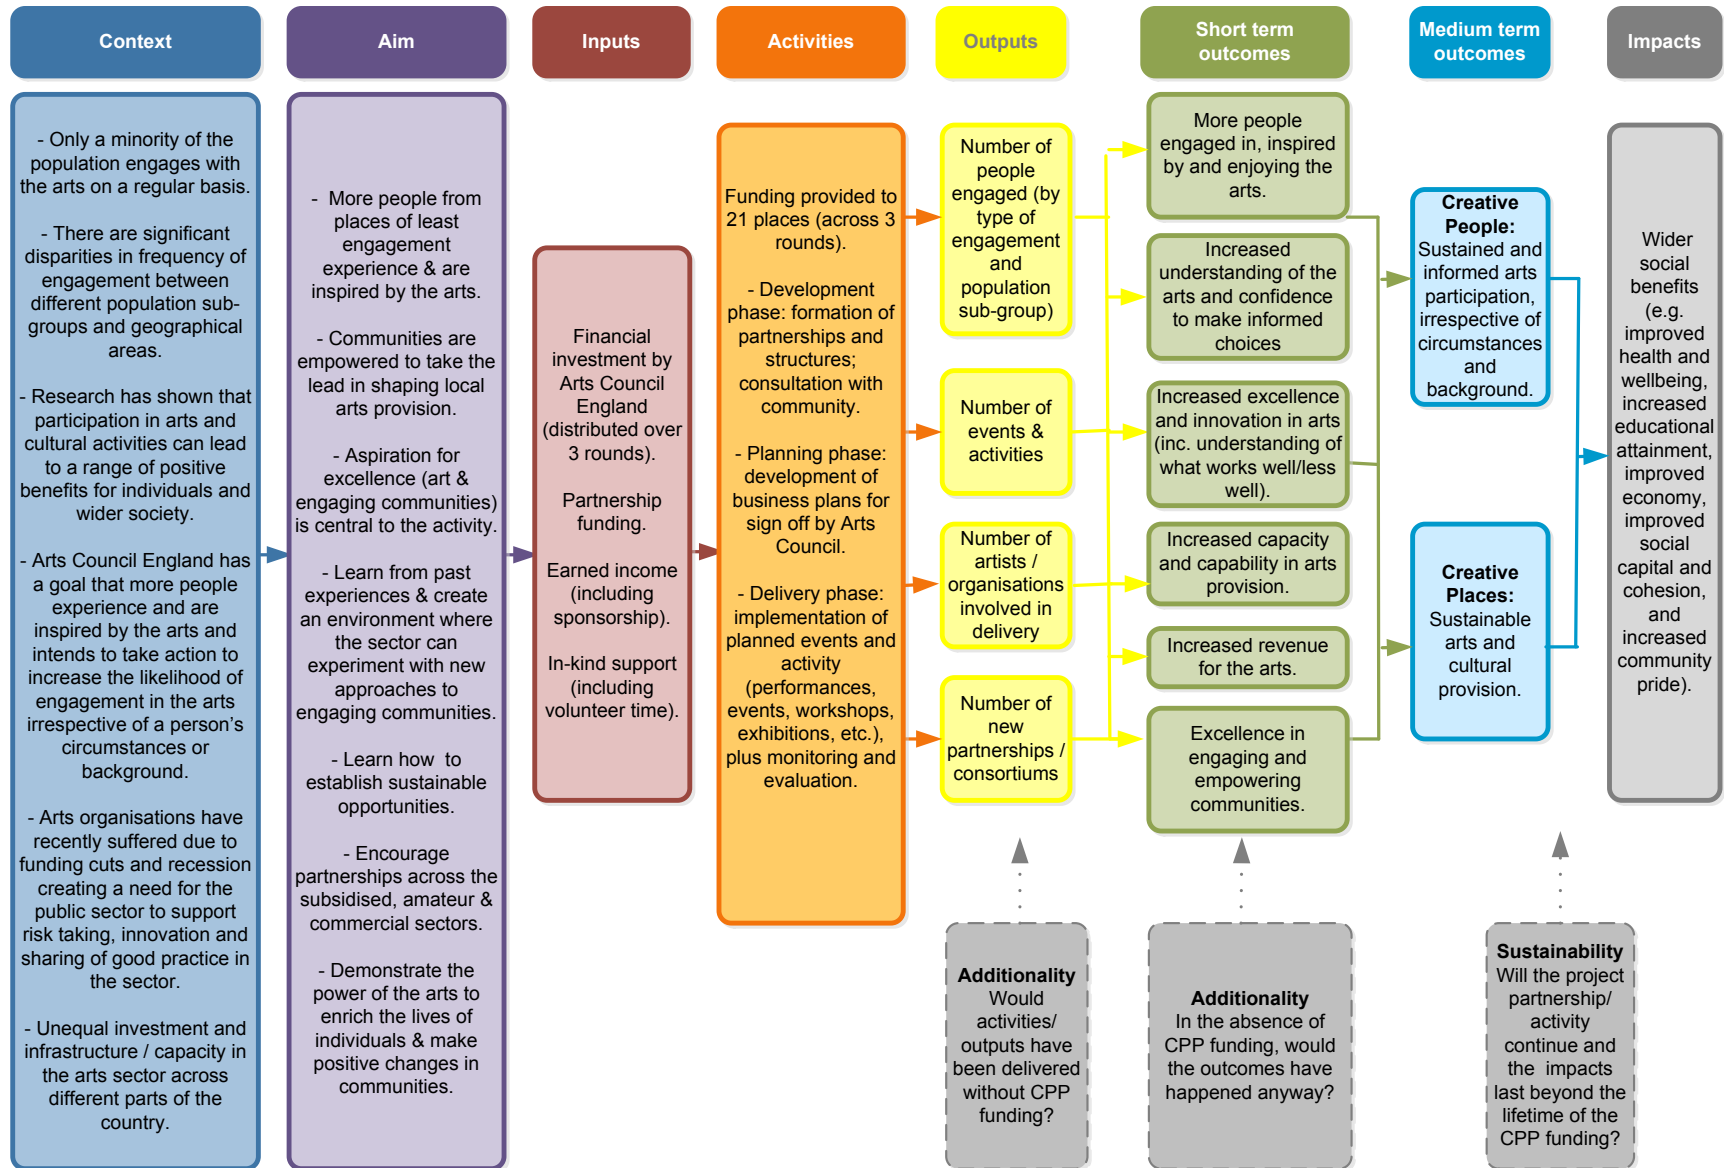 Context
Aim
Inputs
Activities
Outputs
Short term
outcomes
Medium term
outcomes
Impacts
- Only a minority of the
population engages with
the arts on a regular basis.
- There are significant
disparities in frequency of
engagement between
different population sub-
groups and geographical
areas.
- Research has shown that
participation in arts and
cultural activities can lead
to a range of positive
benefits for individuals and
wider society.
- Arts Council England has
a goal that more people
experience and are
inspired by the arts and
intends to take action to
increase the likelihood of
engagement in the arts
irrespective of a person's
circumstances or
background.
- Arts organisations have
recently suffered due to
funding cuts and recession
creating a need for the
public sector to support
risk taking, innovation and
sharing of good practice in
the sector.
- Unequal investment and
infrastructure / capacity in
the arts sector across
different parts of the
country.
- More people from
places of least
engagement
experience & are
inspired by the arts.
- Communities are
empowered to take the
lead in shaping local
arts provision.
- Aspiration for
excellence (art &
engaging communities)
is central to the activity.
- Learn from past
experiences & create
an environment where
the sector can
experiment with new
approaches to
engaging communities.
- Learn how to
establish sustainable
opportunities.
- Encourage
partnerships across the
subsidised, amateur &
commercial sectors.
- Demonstrate the
power of the arts to
enrich the lives of
individuals & make
positive changes in
communities.
Financial
investment by
Arts Council
England
(distributed over
3 rounds).
Partnership
funding.
Earned income
(including
sponsorship).
In-kind support
(including
volunteer time).
Funding provided to
21 places (across 3
rounds).
- Development
phase: formation of
partnerships and
structures;
consultation with
community.
- Planning phase:
development of
business plans for
sign off by Arts
Council.
- Delivery phase:
implementation of
planned events and
activity
(performances,
events, workshops,
exhibitions, etc.),
plus monitoring and
evaluation.
Number of
people
engaged (by
type of
engagement
and
population
sub-group)
Number of
events &
activities
Number of
artists /
organisations
involved in
delivery
Number of
new
partnerships /
consortiums
More people
engaged in, inspired
by and enjoying the
arts.
Increased
understanding of the
arts and confidence
to make informed
choices
Increased excellence
and innovation in arts
(inc. understanding of
what works well/less
well).
Increased capacity
and capability in arts
provision.
Increased revenue
for the arts.
Excellence in
engaging and
empowering
communities.
Creative
People:
Sustained and
informed arts
participation,
irrespective of
circumstances
and
background.
Creative
Places:
Sustainable
arts and
cultural
provision.
Wider
social
benefits
(e.g.
improved
health and
wellbeing,
increased
educational
attainment,
improved
economy,
improved
social
capital and
cohesion,
and
increased
community
pride).
Additionality
Would
activities/
outputs have
been delivered
without CPP
funding?
Additionality
In the absence of
CPP funding, would
the outcomes have
happened anyway?
Sustainability
Will the project
partnership/
activity
continue and
the impacts
last beyond the
lifetime of the
CPP funding?